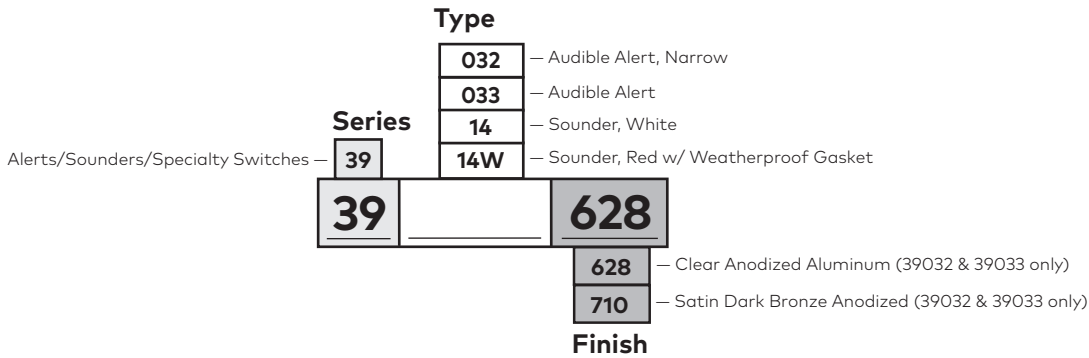 Type
032 — Audible Alert, Narrow
033 — Audible Alert
Series
14 — Sounder, White
Alerts/Sounders/Specialty Switches — 39
14W — Sounder, Red w/ Weatherproof Gasket
39 628
628 — Clear Anodized Aluminum (39032 & 39033 only)
710 — Satin Dark Bronze Anodized (39032 & 39033 only)
Finish